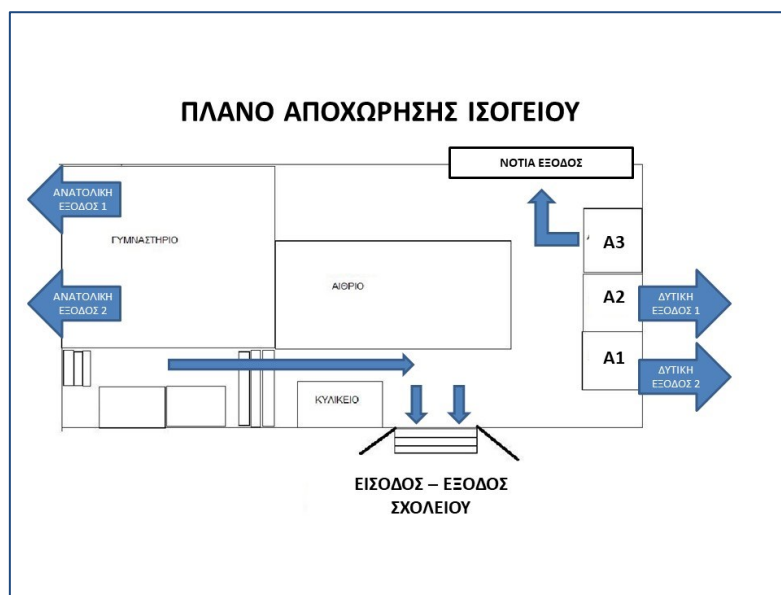 ΠΛΑΝΟ ΑΠΟΧΩΡΗΣΗΣ ΙΣΟΓΕΙΟΥ
ΝΟΤΙΑ ΕΞΟΔΟΣ
ΑΝΑΤΟΛΙΚΗ
ΕΞΟΔΟΣ 1
ΓΥΜΝΑΣΤΗΡΙΟ
Α3
ΑΝΑΤΟΛΙΚΗ
ΕΞΟΔΟΣ 2
ΑΙΘΡΙΟ
Α2
ΔΥΤΙΚΗ
ΕΞΟΔΟΣ 1
Α1
ΔΥΤΙΚΗ
ΕΞΟΔΟΣ 2
ΚΥΛΙΚΕΙΟ
ΕΙΣΟΔΟΣ – ΕΞΟΔΟΣ
ΣΧΟΛΕΙΟΥ